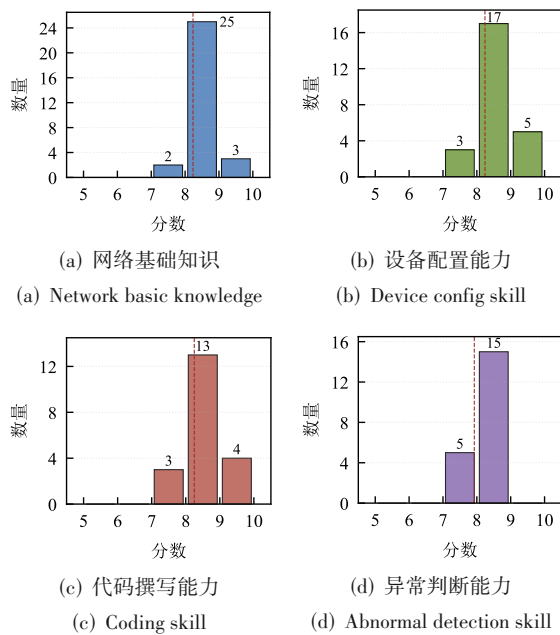 24
20
16
12
8
4
0
数量
25
2
3
5 6 7 8 9 10
分数
(a) 网络基础知识
(a) Network basic knowledge
16
12
8
4
0
数量
17
3
5
5 6 7 8 9 10
分数
(b) 设备配置能力
(b) Device config skill
12
8
4
0
数量
13
3
4
5 6 7 8 9 10
分数
(c) 代码撰写能力
(c) Coding skill
16
12
8
4
0
数量
15
5
5 6 7 8 9 10
分数
(d) 异常判断能力
(d) Abnormal detection skill